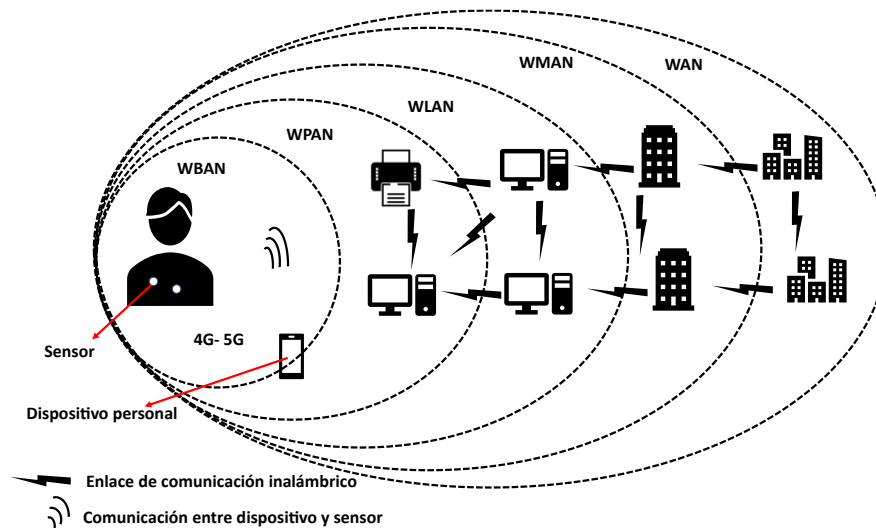 WAN
WMAN
WLAN
WPAN
WBAN
4G- 5G
Sensor
Dispositivo personal
Enlace de comunicación inalámbrico
Comunicación entre dispositivo y sensor